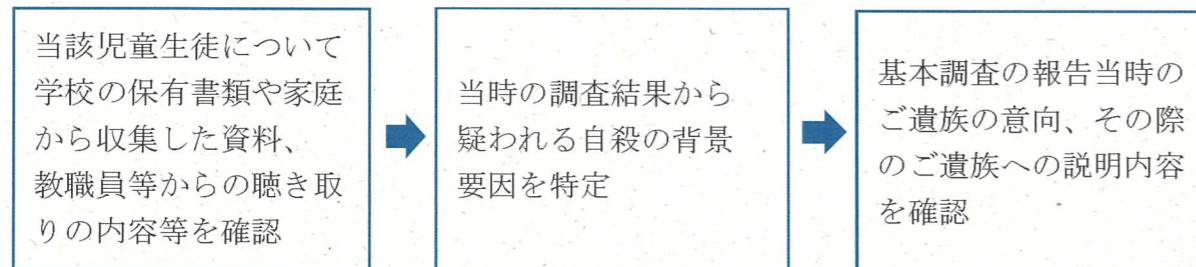 当該児童生徒について
学校の保有書類や家庭
から収集した資料、
教職員等からの聴き取
りの内容等を確認
当時の調査結果から
疑われる自殺の背景
要因を特定
基本調査の報告当時の
ご遺族の意向、その際
のご遺族への説明内容
を確認